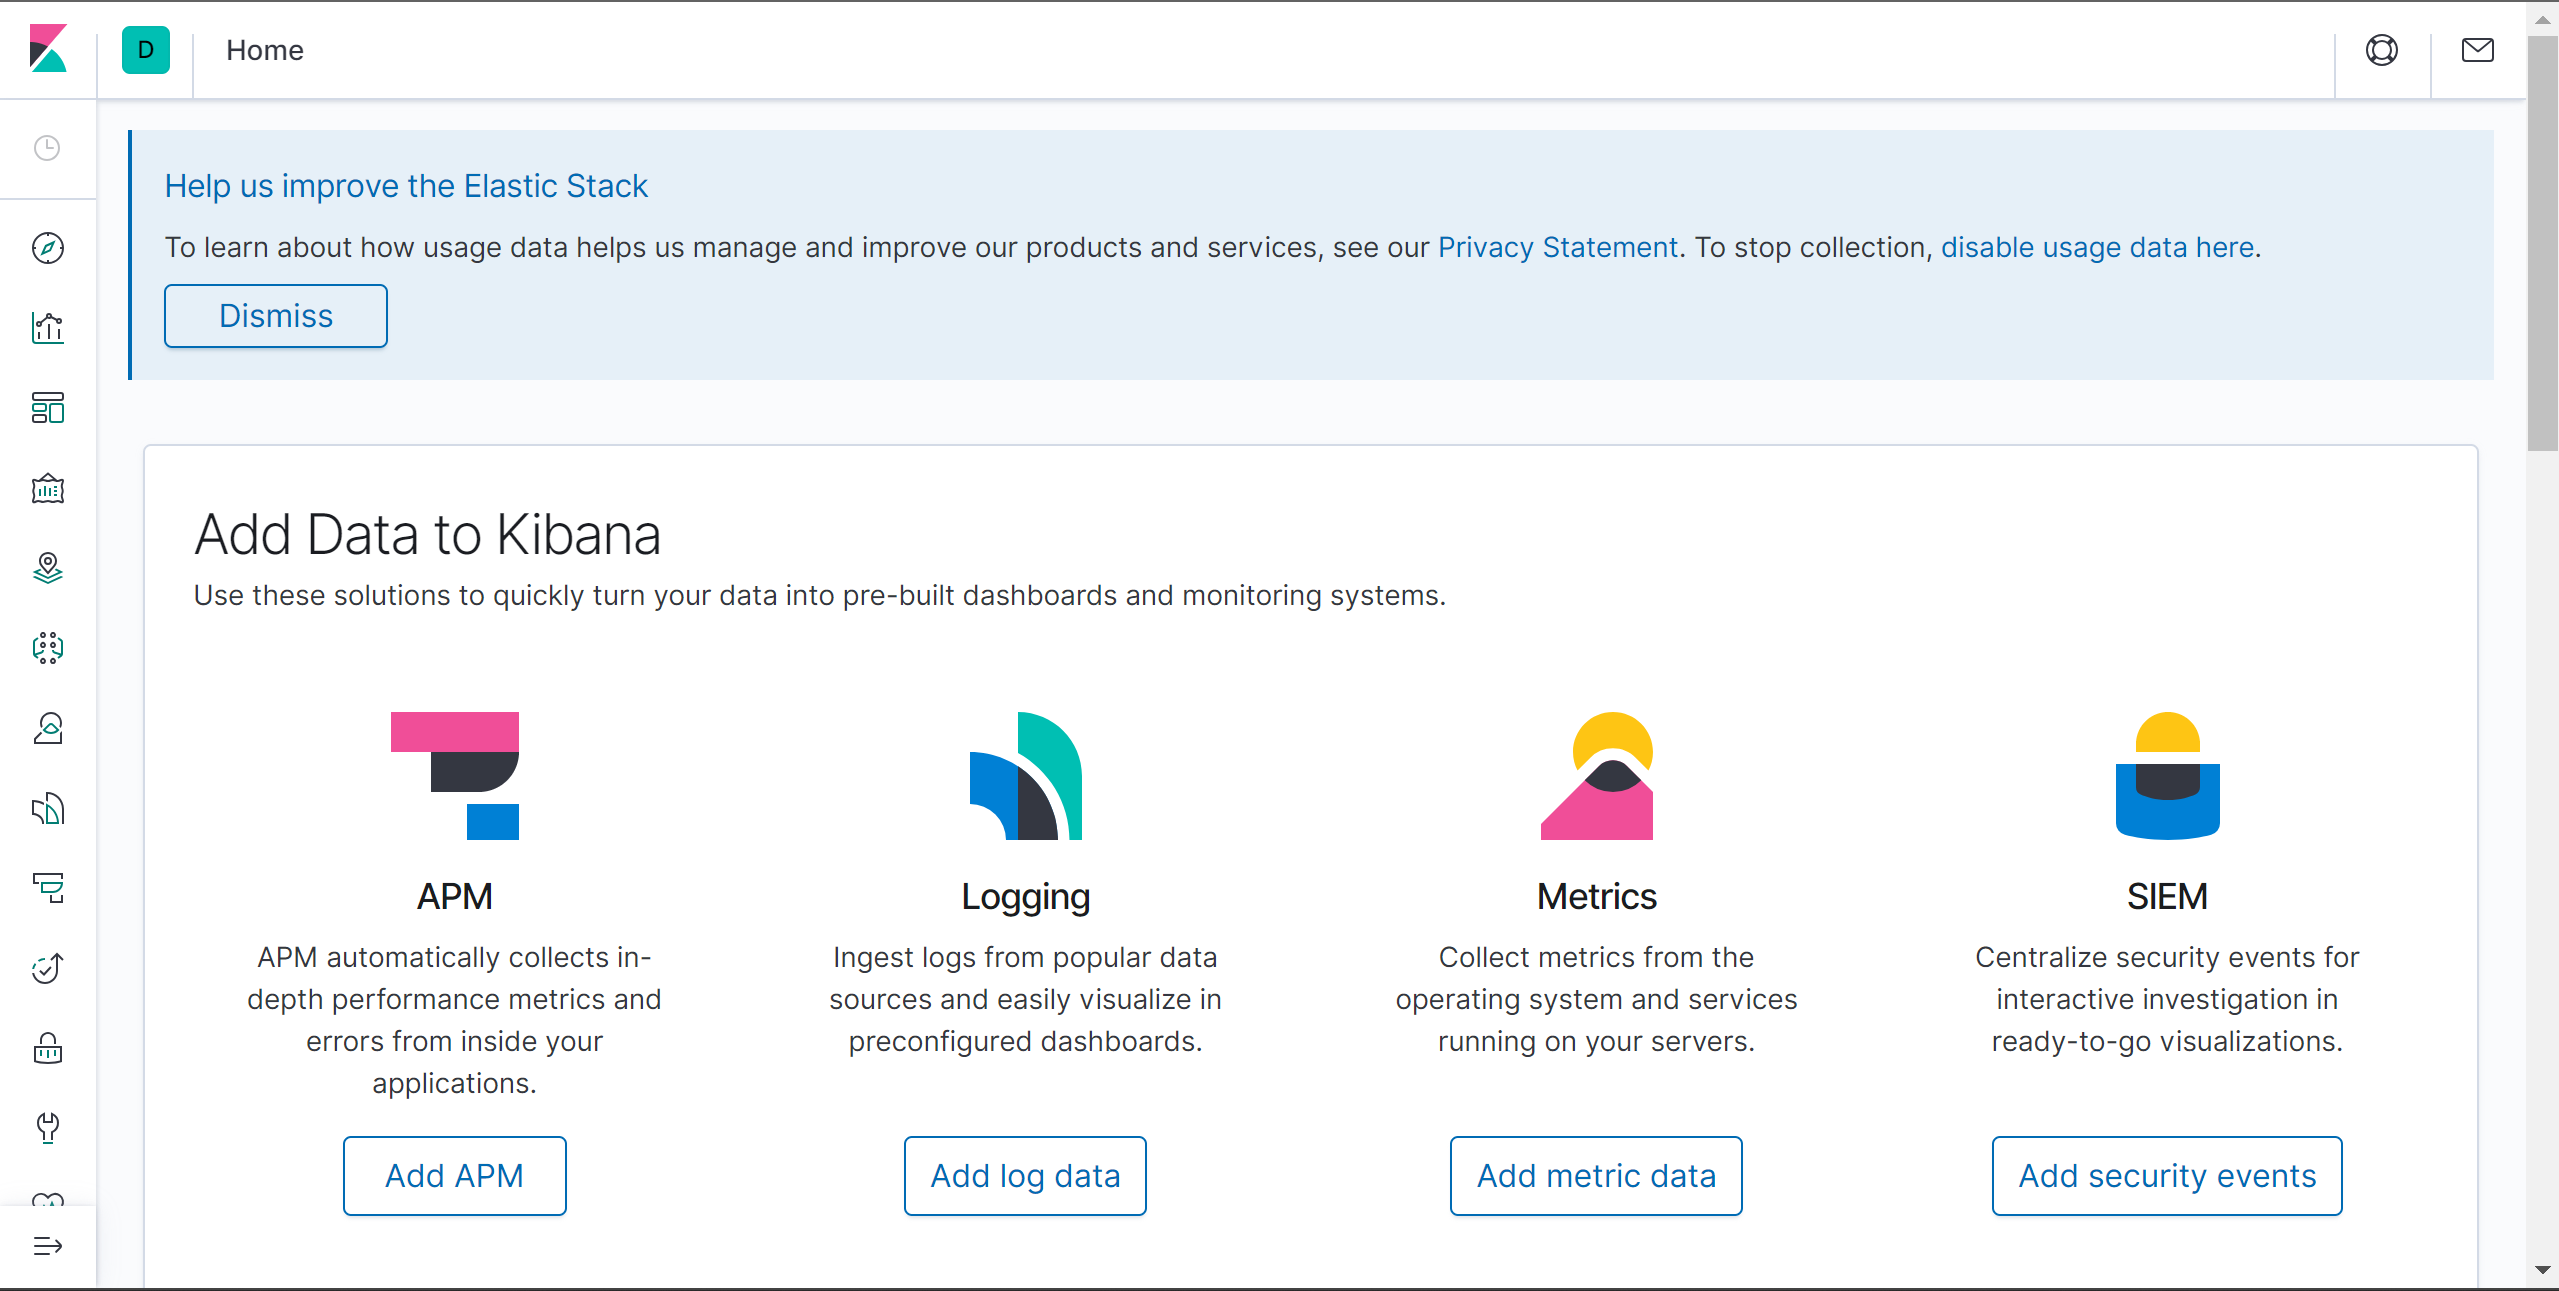 D
Home
Help us improve the Elastic Stack
To learn about how usage data helps us manage and improve our products and services, see our Privacy Statement. To stop collection, disable usage data here.
Dismiss
Add Data to Kibana
Use these solutions to quickly turn your data into pre-built dashboards and monitoring systems.
APM
APM automatically collects in-
depth performance metrics and
errors from inside your
applications.
Add APM
Logging
Ingest logs from popular data
sources and easily visualize in
preconfigured dashboards.
Add log data
Metrics
Collect metrics from the
operating system and services
running on your servers.
Add metric data
SIEM
Centralize security events for
interactive investigation in
ready-to-go visualizations.
Add security events